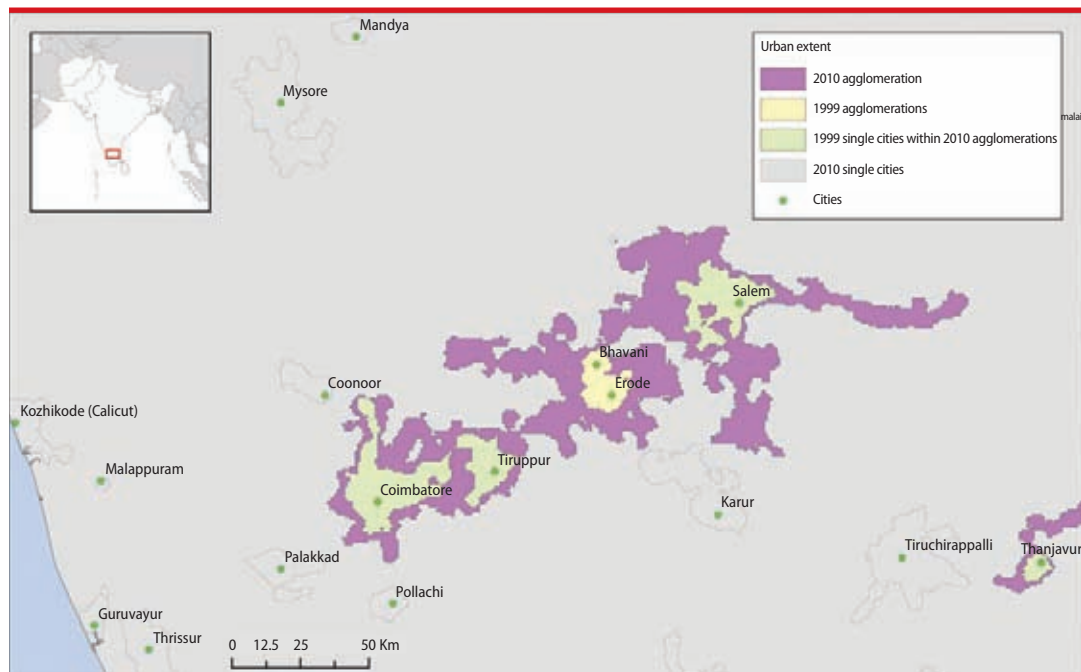 Mandya
Mysore
Urban extent
2010 agglomeration
1999 agglomerations
1999 single cities within 2010 agglomerations
2010 single cities
Cities
malai
Salem
Bhavani
Erode
Coonoor
Kozhikode (Calicut)
Malappuram
Tiruppur
Coimbatore
Karur
Palakkad
Pollachi
Tiruchirappalli
Thanjavur
Guruvayur
Thrissur
0 12.5 25 50 Km